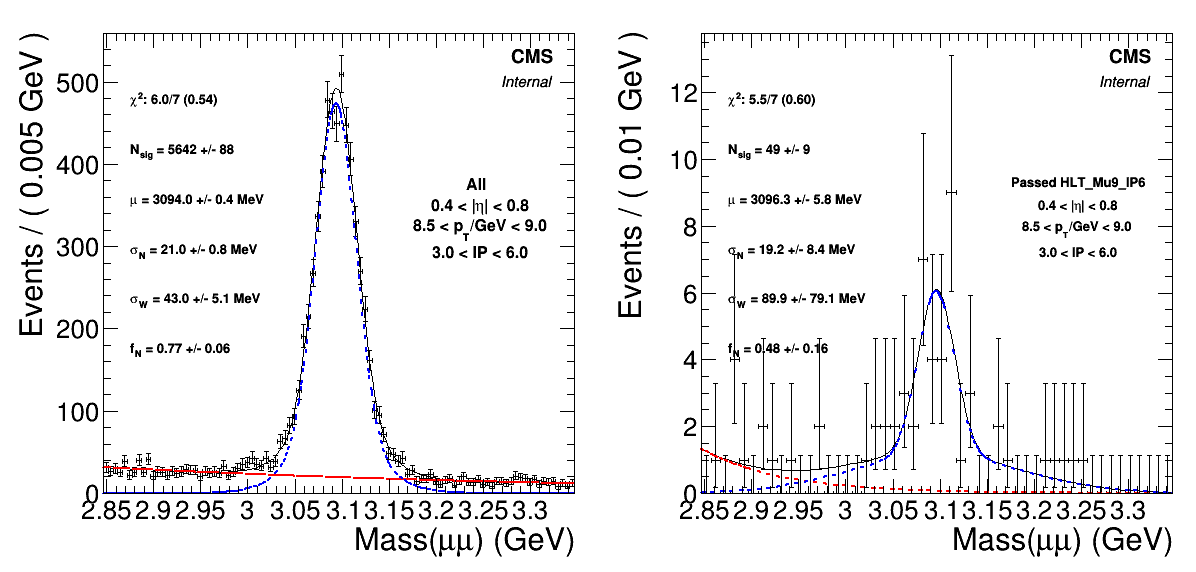 CMS
Internal
χ²: 6.0/7 (0.54)
N_sig = 5642 +/- 88
μ = 3094.0 +/- 0.4 MeV
σ_N = 21.0 +/- 0.8 MeV
σ_W = 43.0 +/- 5.1 MeV
f_N = 0.77 +/- 0.06
All
0.4 < |η| < 0.8
8.5 < p_T/GeV < 9.0
3.0 < IP < 6.0
Events / ( 0.005 GeV )
500
400
300
200
100
0
2.85 2.9 2.95 3 3.05 3.1 3.15 3.2 3.25 3.3
Mass(μμ) (GeV)
CMS
Internal
χ²: 5.5/7 (0.60)
N_sig = 49 +/- 9
μ = 3096.3 +/- 5.8 MeV
σ_N = 19.2 +/- 8.4 MeV
σ_W = 89.9 +/- 79.1 MeV
f_N = 0.48 +/- 0.16
Passed HLT_Mu9_IP6
0.4 < |η| < 0.8
8.5 < p_T/GeV < 9.0
3.0 < IP < 6.0
Events / ( 0.01 GeV )
12
10
8
6
4
2
0
2.85 2.9 2.95 3 3.05 3.1 3.15 3.2 3.25 3.3
Mass(μμ) (GeV)